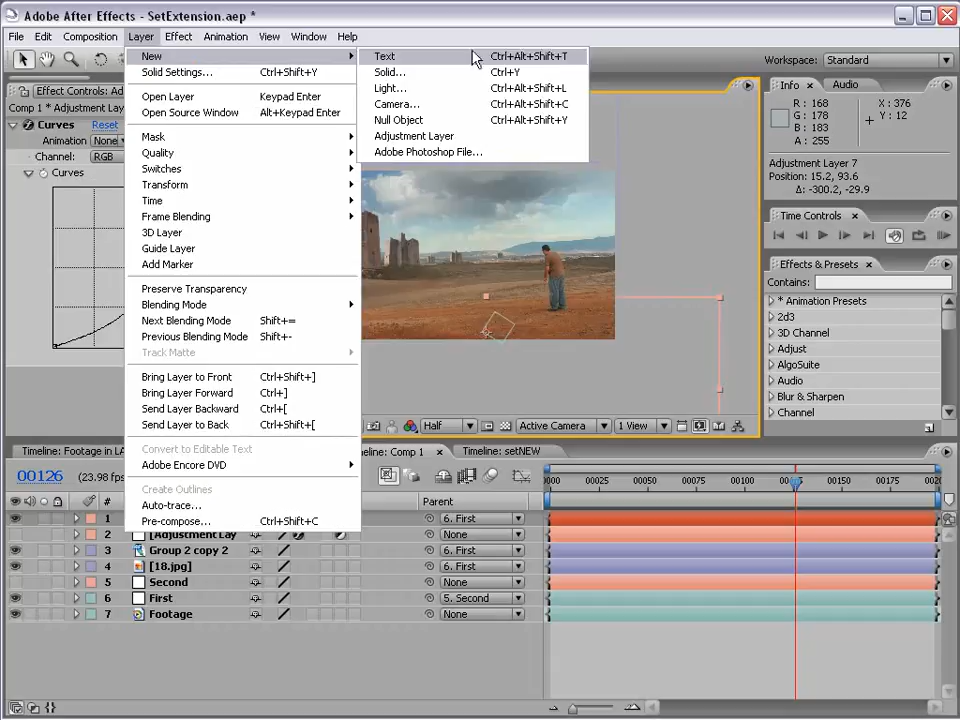 Adobe After Effects - SetExtension.aep *
File Edit Composition Layer Effect Animation View Window Help
Workspace: Standard
New
Solid Settings... Ctrl+Shift+Y
Open Layer Keypad Enter
Open Source Window Alt+Keypad Enter
Mask
Quality
Switches
Transform
Time
Frame Blending
3D Layer
Guide Layer
Add Marker
Preserve Transparency
Blending Mode
Next Blending Mode Shift+=
Previous Blending Mode Shift+-
Track Matte
Bring Layer to Front Ctrl+Shift+]
Bring Layer Forward Ctrl+]
Send Layer Backward Ctrl+[
Send Layer to Back Ctrl+Shift+[
Convert to Editable Text
Adobe Encore DVD
Create Outlines
Auto-trace...
Pre-compose... Ctrl+Shift+C
Text Ctrl+Alt+Shift+T
Solid... Ctrl+Y
Light... Ctrl+Alt+Shift+L
Camera... Ctrl+Alt+Shift+C
Null Object Ctrl+Alt+Shift+Y
Adjustment Layer
Adobe Photoshop File...
Effect Controls: Ad
Comp 1 * Adjustment Laye
Curves Reset
Animation None
Channel: RGB
Curves
Info Audio
R: 168
G: 178
B: 183
A: 255
X: 376
Y: 12
Adjustment Layer 7
Position: 15.2, 93.6
Δ: -300.2, -29.9
Time Controls
Effects & Presets
Contains:
* Animation Presets
2d3
3D Channel
Adjust
AlgoSuite
Audio
Blur & Sharpen
Channel
Half Active Camera 1 View
Timeline: Footage in LA
eline: Comp 1
Timeline: setNEW
00126 (23.98 fp
0000 00025 00050 00075 00100 00125 00150 00175 0020
# Parent
1 6. First
2 [Adjustment Lay None
3 Group 2 copy 2 6. First
4 [18.jpg] 6. First
5 Second None
6 First 5. Second
7 Footage None